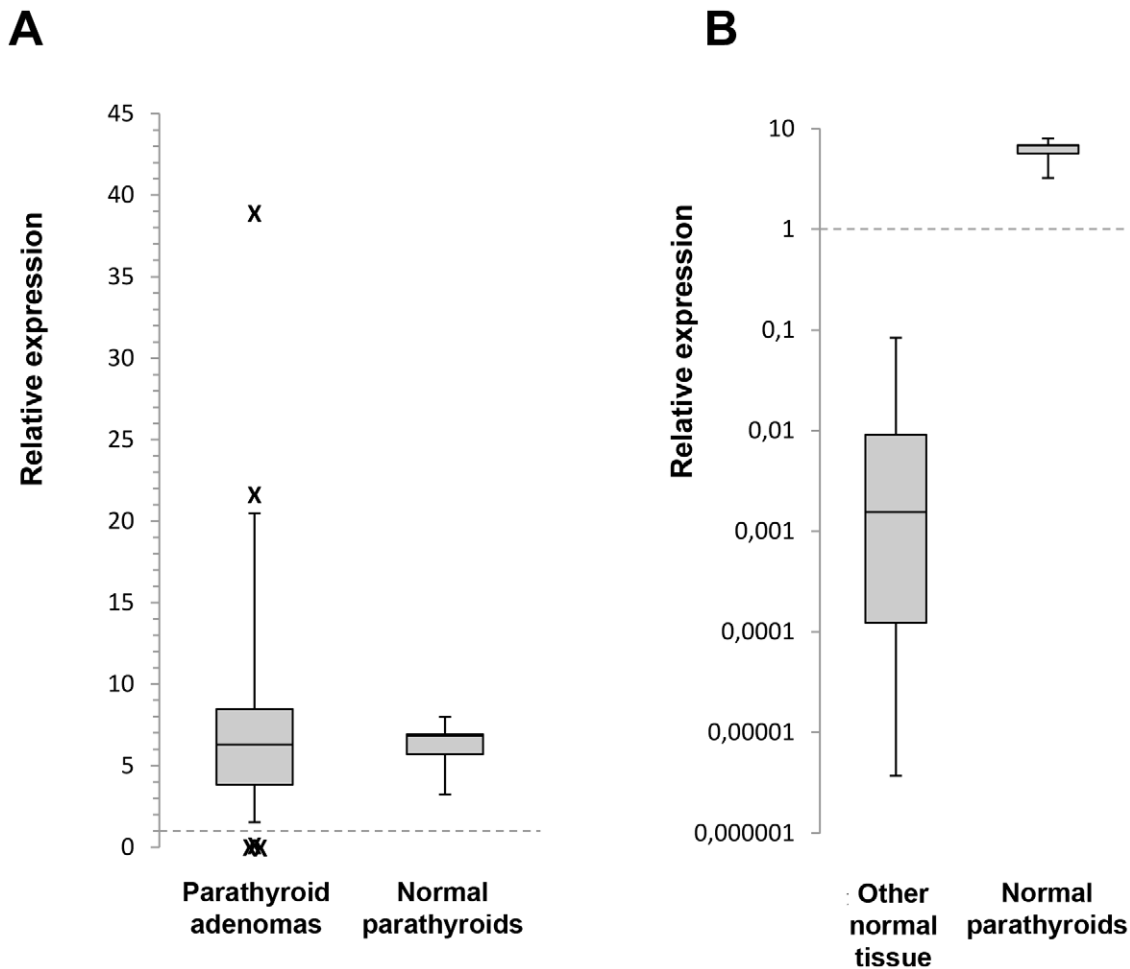 A
B
Relative expression
45
40
35
30
25
20
15
10
5
0
X
X
XXX
Parathyroid
adenomas
Normal
parathyroids
Relative expression
10
1
0,1
0,01
0,001
0,0001
0,00001
0,000001
Other
normal
tissue
Normal
parathyroids